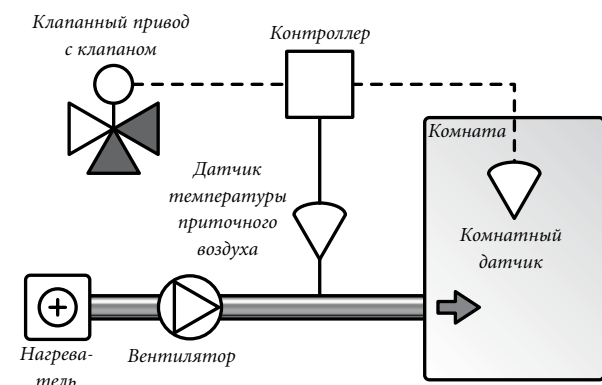 Клапанный привод
с клапаном
Контроллер
Комната
Датчик
температуры
приточного
воздуха
Комнатный
датчик
Нагрева-
тель
Вентилятор